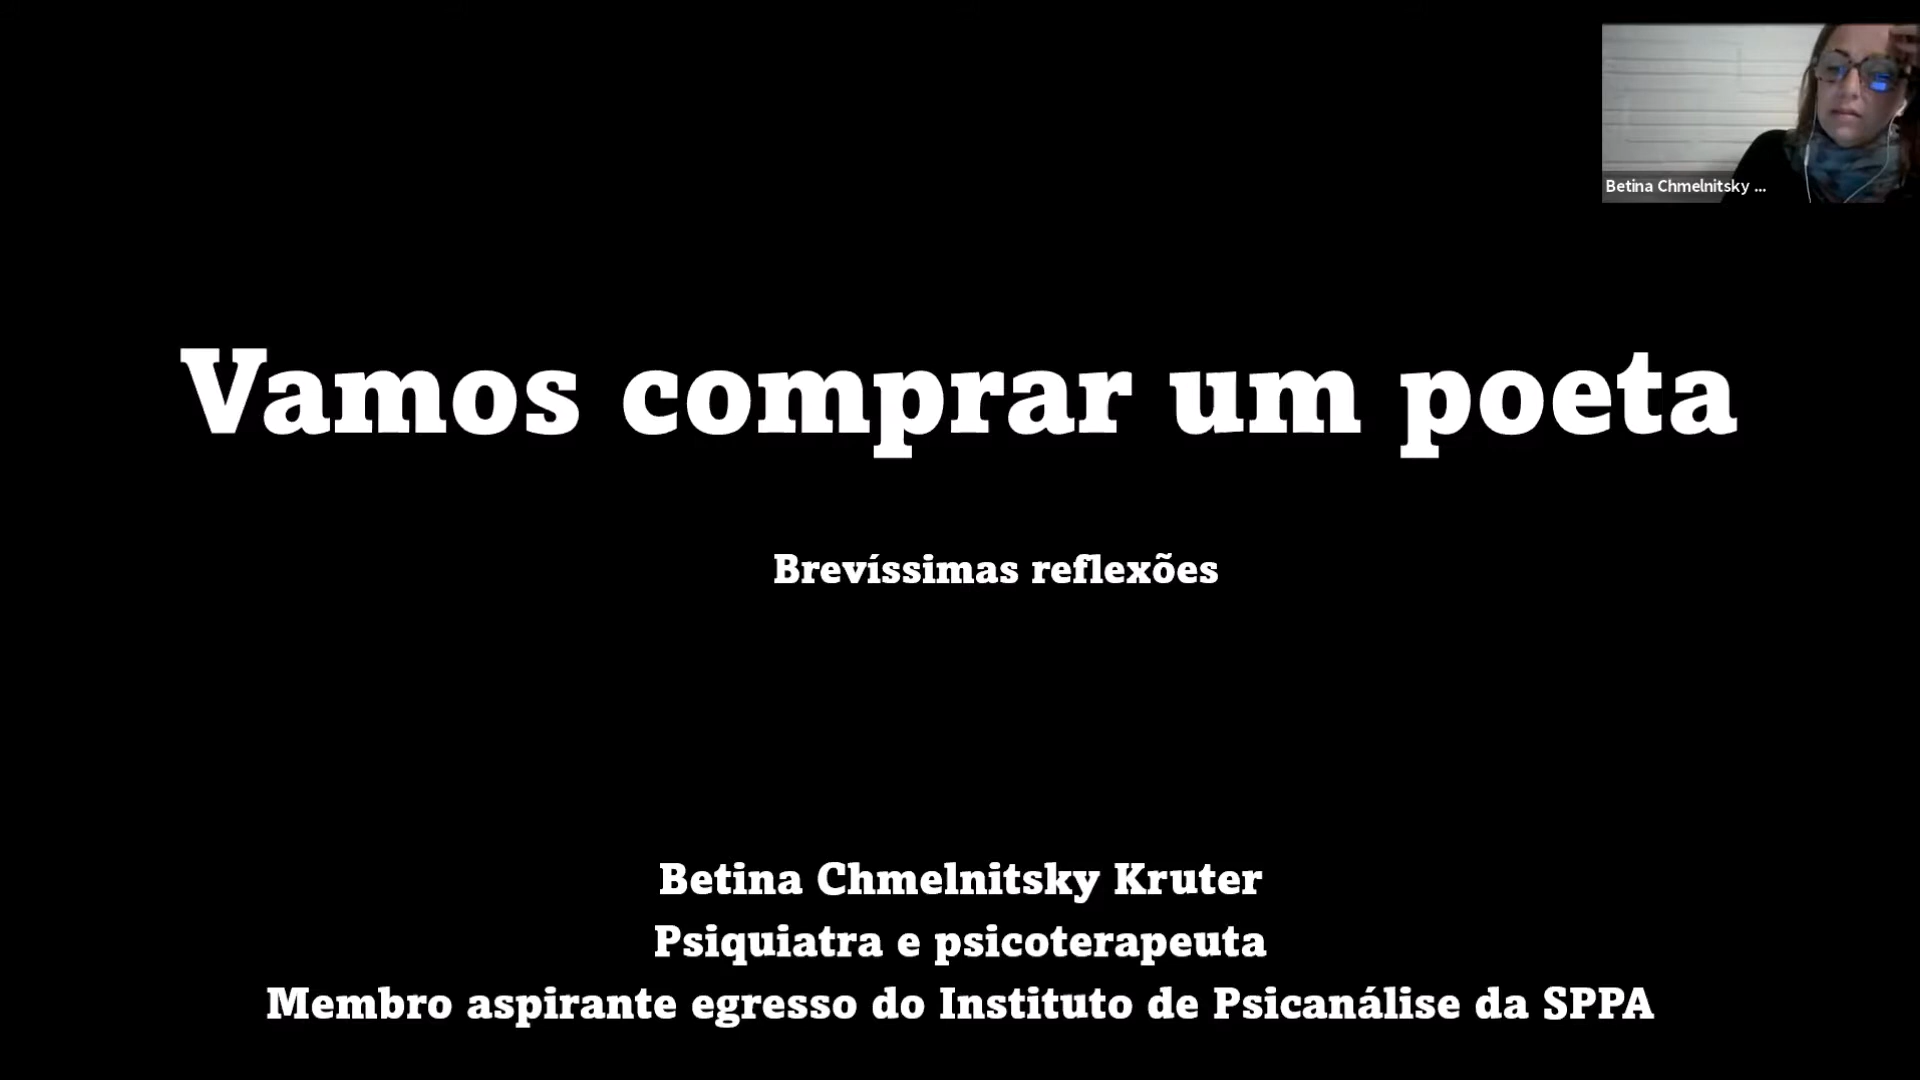 Betina Chmelnitsky ...
Vamos comprar um poeta
Brevíssimas reflexões
Betina Chmelnitsky Kruter
Psiquiatra e psicoterapeuta
Membro aspirante egresso do Instituto de Psicanálise da SPPA